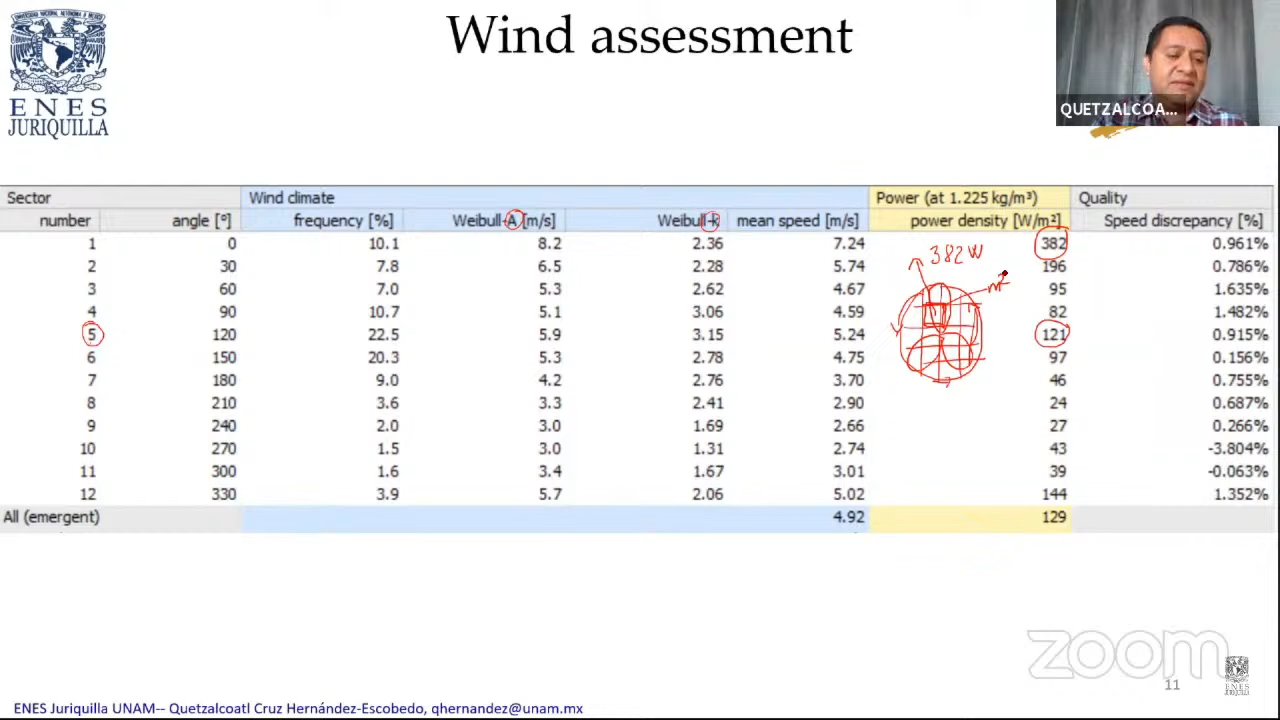 Wind assessment
ENES
JURIQUILLA
QUETZALCOA...
Sector Wind climate Power (at 1.225 kg/m³) Quality
number angle [°] frequency [%] Weibull-A [m/s] Weibull-k mean speed [m/s] power density [W/m²] Speed discrepancy [%]
1 0 10.1 8.2 2.36 7.24 382 0.961%
2 30 7.8 6.5 2.28 5.74 196 0.786%
3 60 7.0 5.3 2.62 4.67 95 1.635%
4 90 10.7 5.1 3.06 4.59 82 1.482%
5 120 22.5 5.9 3.15 5.24 121 0.915%
6 150 20.3 5.3 2.78 4.75 97 0.156%
7 180 9.0 4.2 2.76 3.70 46 0.755%
8 210 3.6 3.3 2.41 2.90 24 0.687%
9 240 2.0 3.0 1.69 2.66 27 0.266%
10 270 1.5 3.0 1.31 2.74 43 -3.804%
11 300 1.6 3.4 1.67 3.01 39 -0.063%
12 330 3.9 5.7 2.06 5.02 144 1.352%
All (emergent) 4.92 129
382W
m²
zoom
11
ENES Juriquilla UNAM-- Quetzalcoatl Cruz Hernández-Escobedo, qhernandez@unam.mx